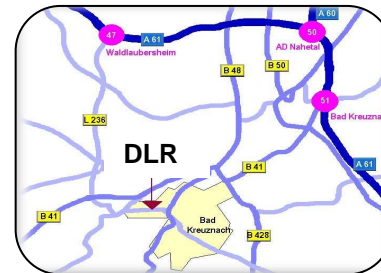 A 60
47
50
AD Nahetal
A 61
Waldlaubersheim
B 48
B 50
51
Bad Kreuznach
L 236
DLR
B 41
A 61
B 41
Bad
Kreuznach
B 428